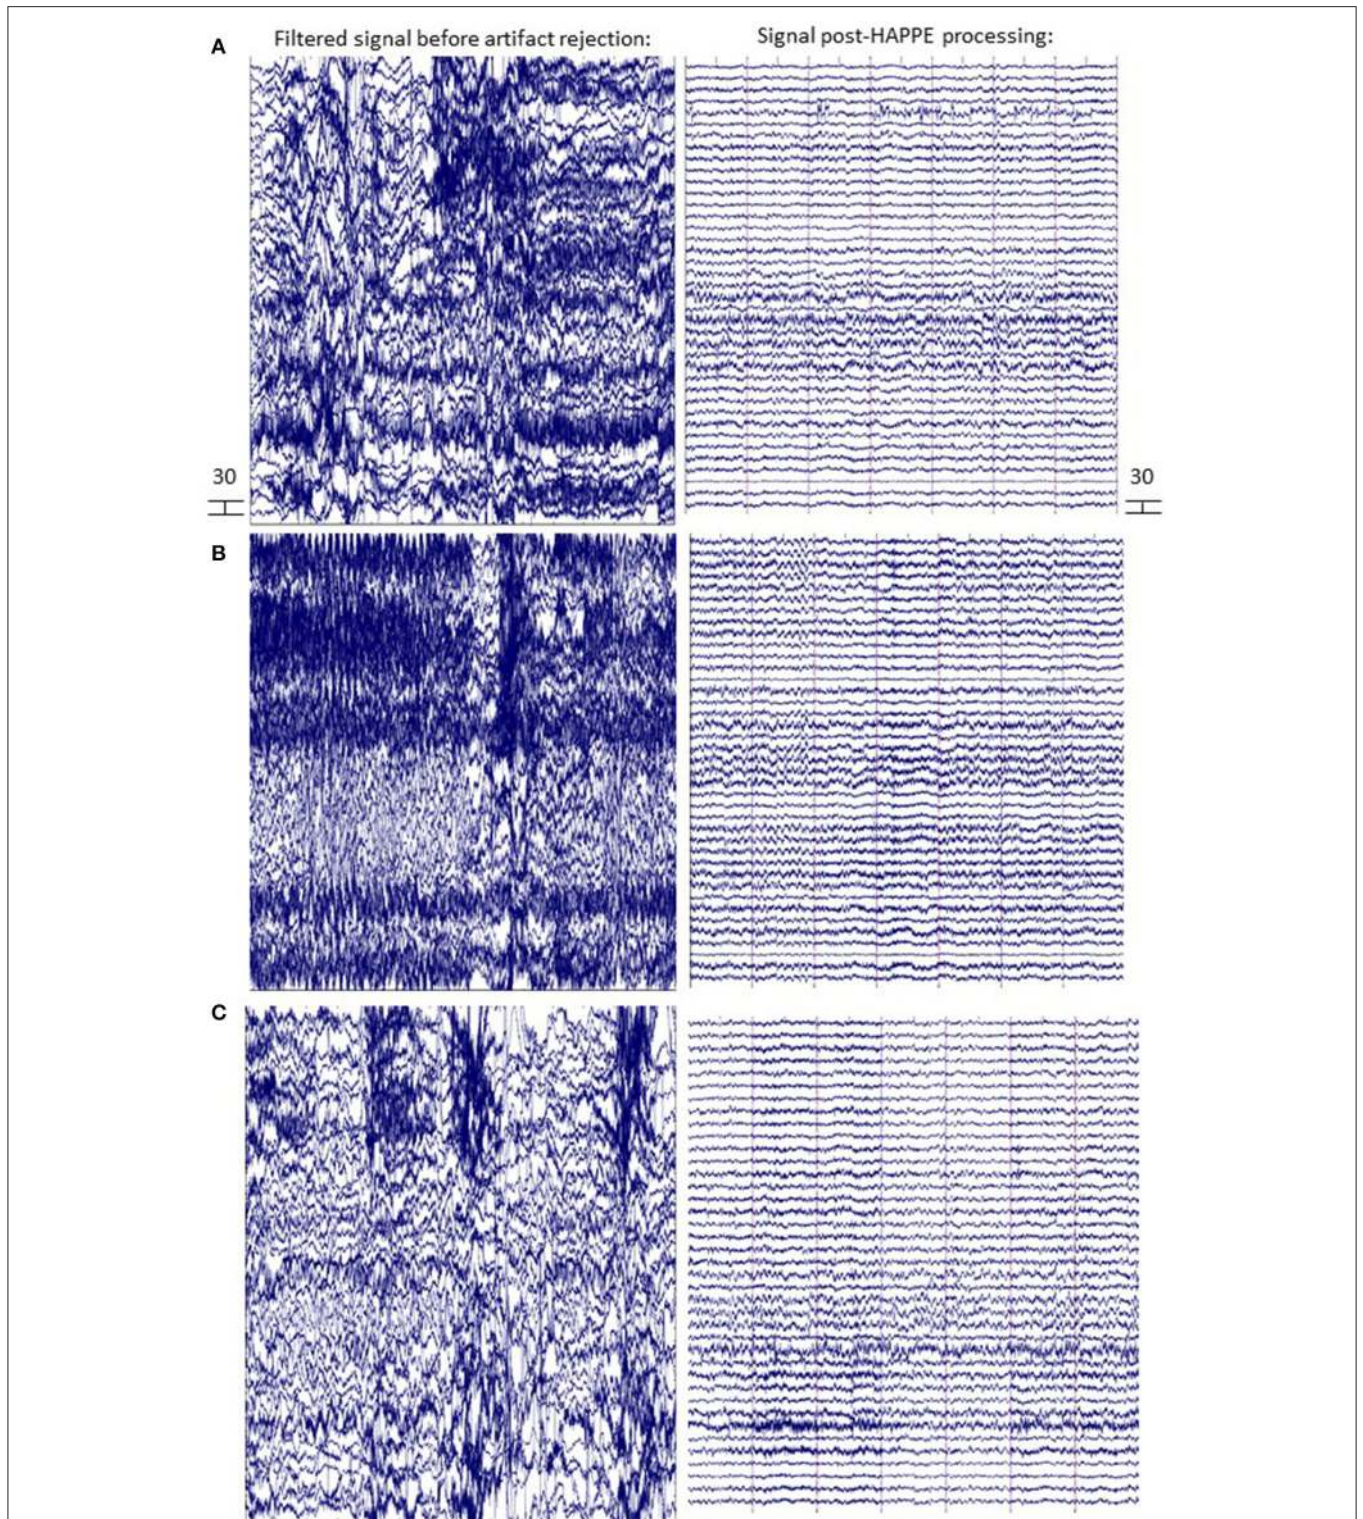 A
Filtered signal before artifact rejection:
Signal post-HAPPE processing:
30
30
B
C